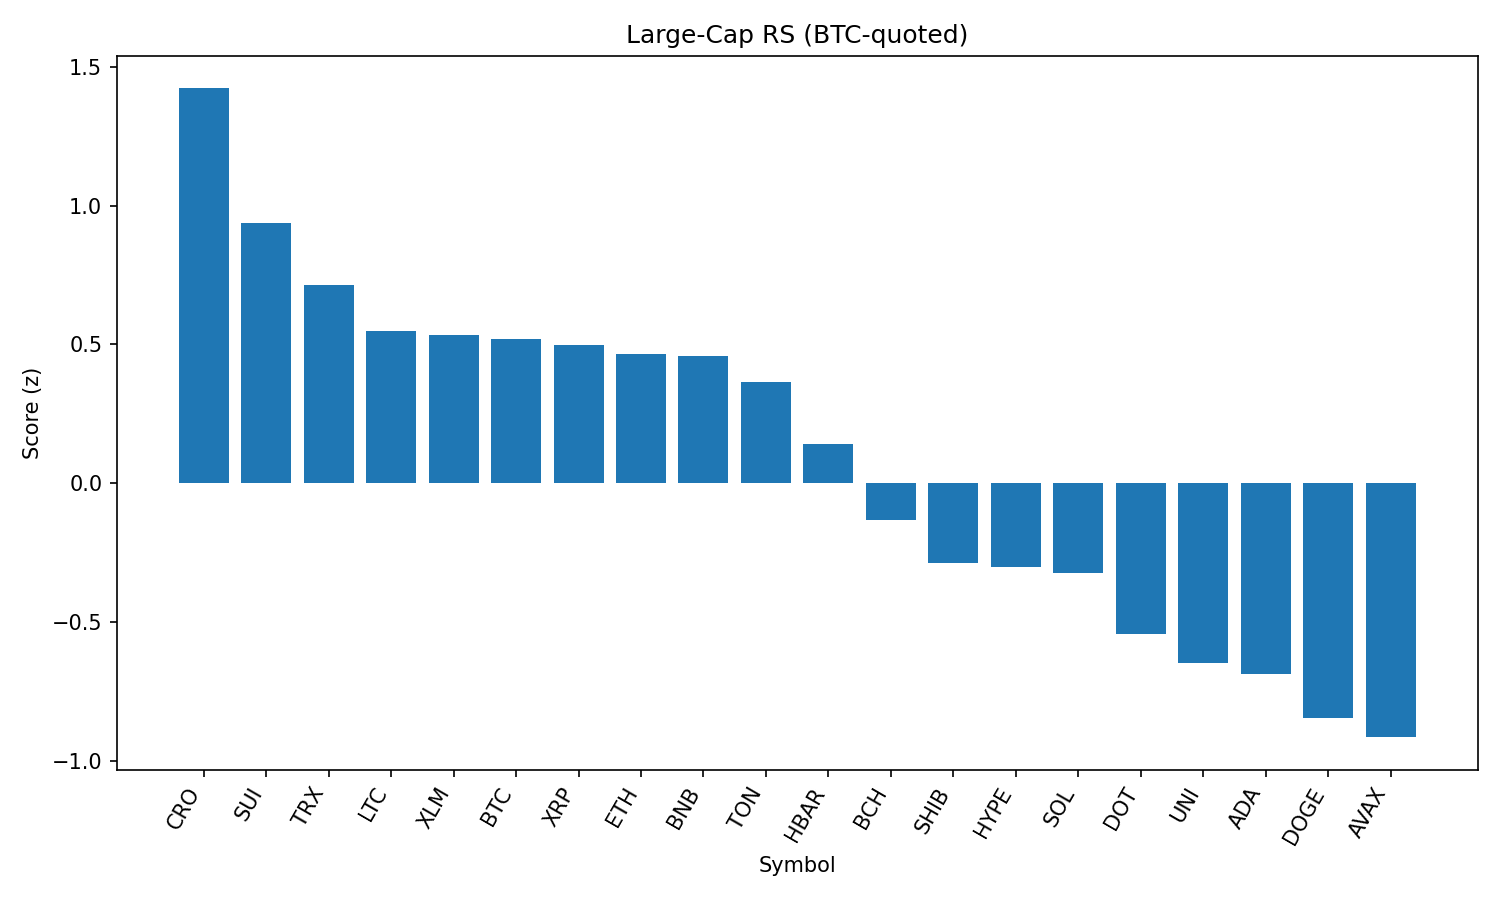 Large-Cap RS (BTC-quoted)
1.5
1.0
0.5
0.0
−0.5
−1.0
Score (z)
CRO
SUI
TRX
LTC
XLM
BTC
XRP
ETH
BNB
TON
HBAR
BCH
SHIB
HYPE
SOL
DOT
UNI
ADA
DOGE
AVAX
Symbol